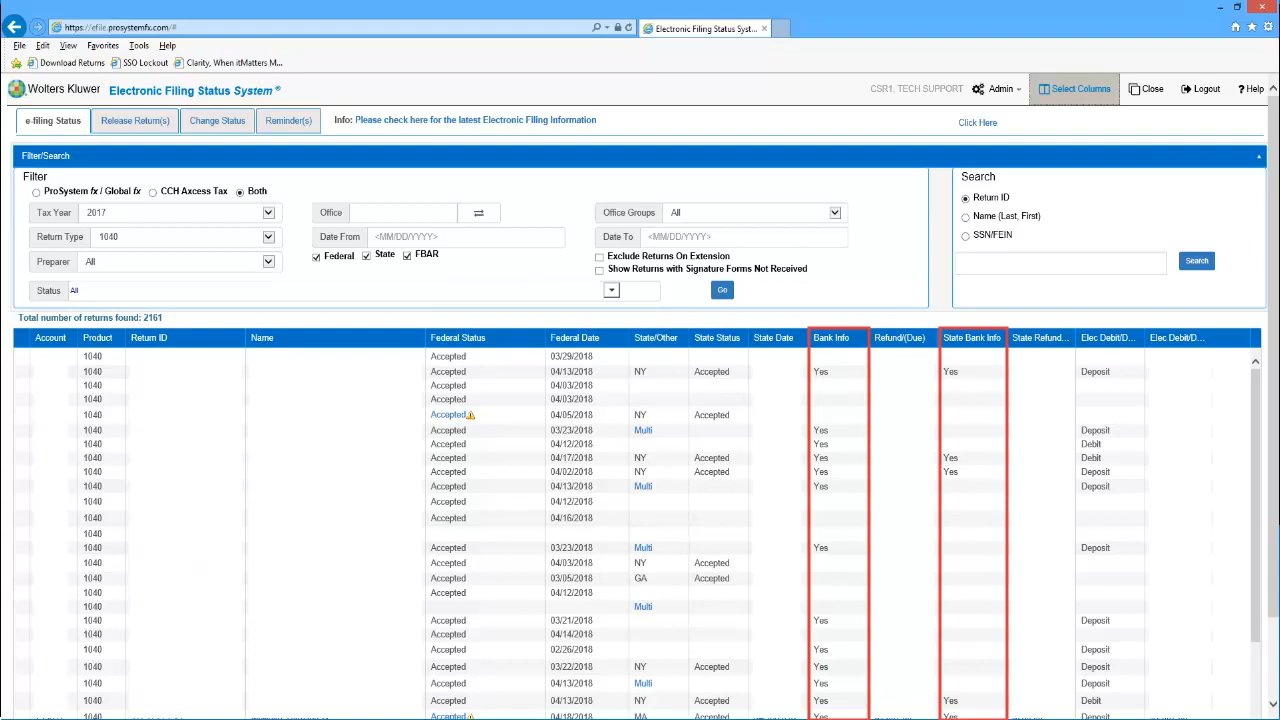 https://efile.prosystemfx.com/#
Electronic Filing Status Syst...
File Edit View Favorites Tools Help
Download Returns SSO Lockout Clarity, When itMatters M...
Wolters Kluwer Electronic Filing Status System ®
CSR1, TECH SUPPORT Admin Select Columns Close Logout ? Help
e-filing Status Release Return(s) Change Status Reminder(s) Info: Please check here for the latest Electronic Filing Information Click Here
Filter/Search
Filter
ProSystem fx / Global fx CCH Axcess Tax Both
Tax Year 2017 Office Office Groups All
Return Type 1040 Date From <MM/DD/YYYY> Date To <MM/DD/YYYY>
Preparer All Federal State FBAR Exclude Returns On Extension
Show Returns with Signature Forms Not Received
Status All Go
Search
Return ID
Name (Last, First)
SSN/FEIN
Search
Total number of returns found: 2161
Account Product Return ID Name Federal Status Federal Date State/Other State Status State Date Bank Info Refund/(Due) State Bank Info State Refund... Elec Debit/D... Elec Debit/D...
1040 Accepted 03/29/2018
1040 Accepted 04/13/2018 NY Accepted Yes Yes Deposit
1040 Accepted 04/03/2018
1040 Accepted 04/03/2018
1040 Accepted 04/05/2018 NY Accepted
1040 Accepted 03/23/2018 Multi Yes Deposit
1040 Accepted 04/12/2018 Yes Debit
1040 Accepted 04/17/2018 NY Accepted Yes Yes Debit
1040 Accepted 04/02/2018 NY Accepted Yes Yes Deposit
1040 Accepted 04/13/2018 Multi Yes Deposit
1040 Accepted 04/12/2018
1040 Accepted 04/16/2018
1040
1040 Accepted 03/23/2018 Multi Yes Deposit
1040 Accepted 04/03/2018 NY Accepted
1040 Accepted 03/05/2018 GA Accepted
1040 Accepted 04/12/2018
1040 Multi
1040 Accepted 03/21/2018 Yes Deposit
1040 Accepted 04/14/2018
1040 Accepted 02/26/2018 Yes Deposit
1040 Accepted 03/22/2018 NY Accepted Yes Deposit
1040 Accepted 04/13/2018 Multi Yes Deposit
1040 Accepted 04/13/2018 NY Accepted Yes Yes Debit
1040 Accepted 04/18/2018 MA Accepted Yes Yes Deposit